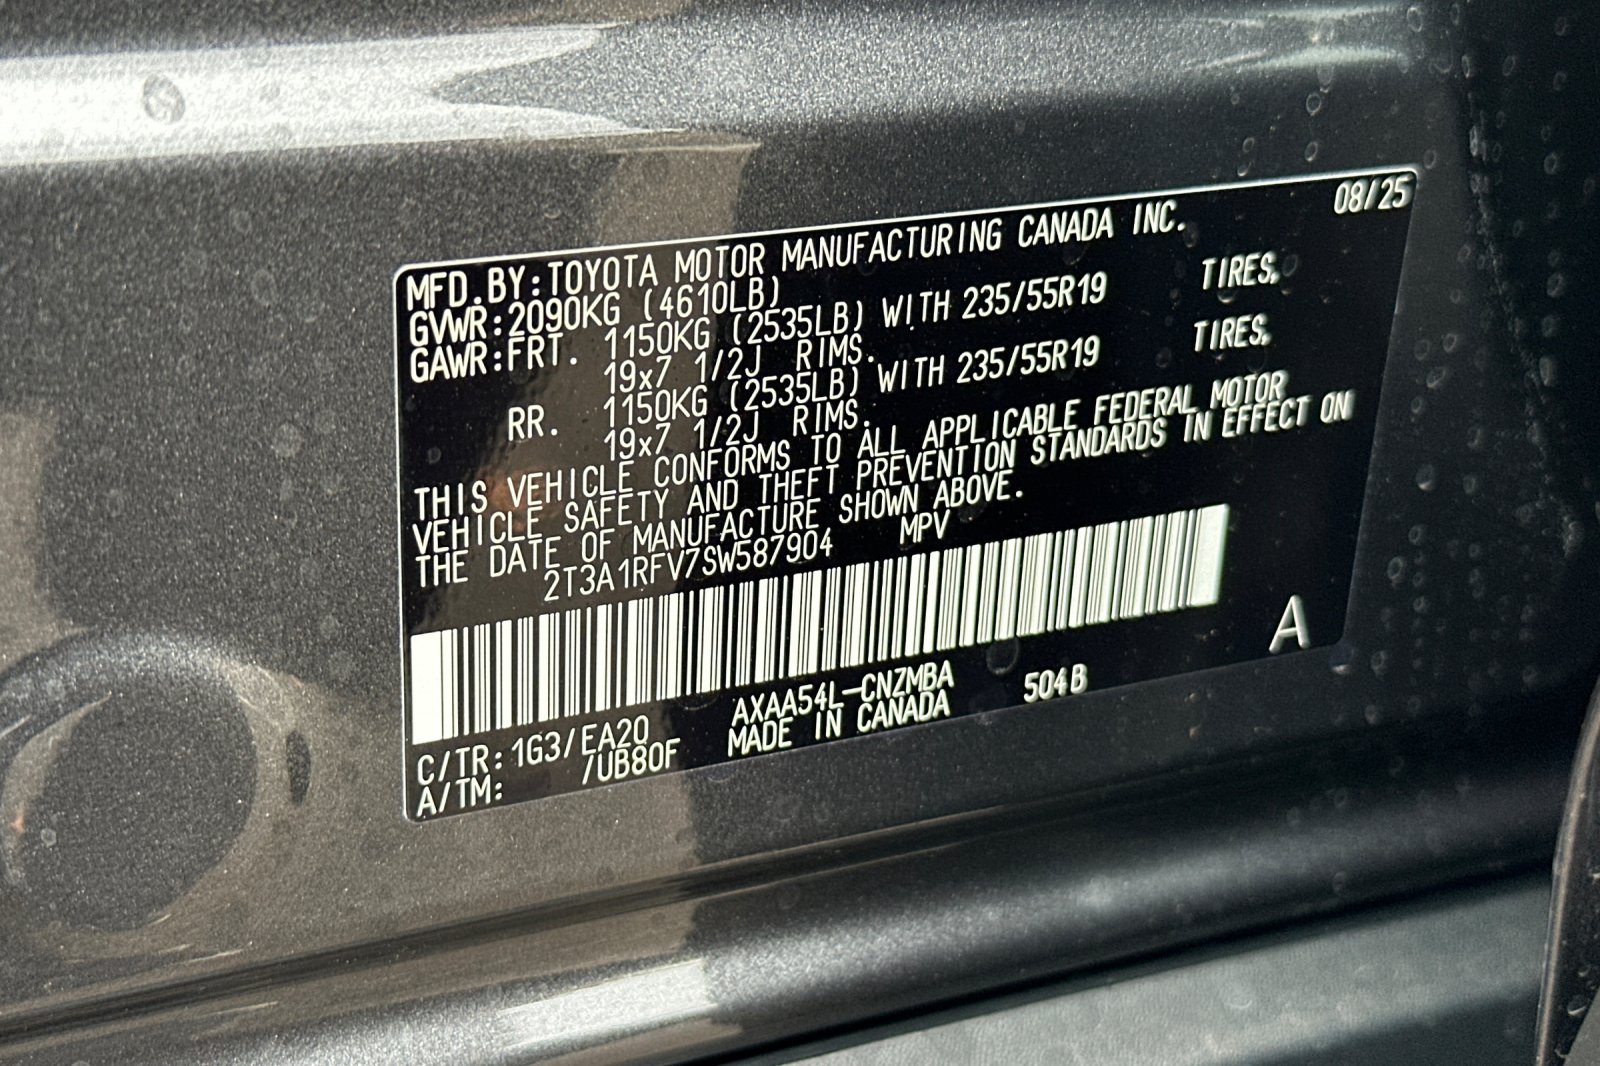 08/25
MFD.BY:TOYOTA MOTOR MANUFACTURING CANADA INC.
GVWR:2090KG (4610LB)
GAWR:FRT. 1150KG (2535LB) WITH 235/55R19 TIRES,
19x7 1/2J RIMS.
RR. 1150KG (2535LB) WITH 235/55R19 TIRES,
19x7 1/2J RIMS.
THIS VEHICLE CONFORMS TO ALL APPLICABLE FEDERAL MOTOR
VEHICLE SAFETY AND THEFT PREVENTION STANDARDS IN EFFECT ON
THE DATE OF MANUFACTURE SHOWN ABOVE.
2T3A1RFV7SW587904 MPV
A
C/TR:1G3/EA20 AXAA54L-CNZMBA 504B
A/TM: /UB80F MADE IN CANADA